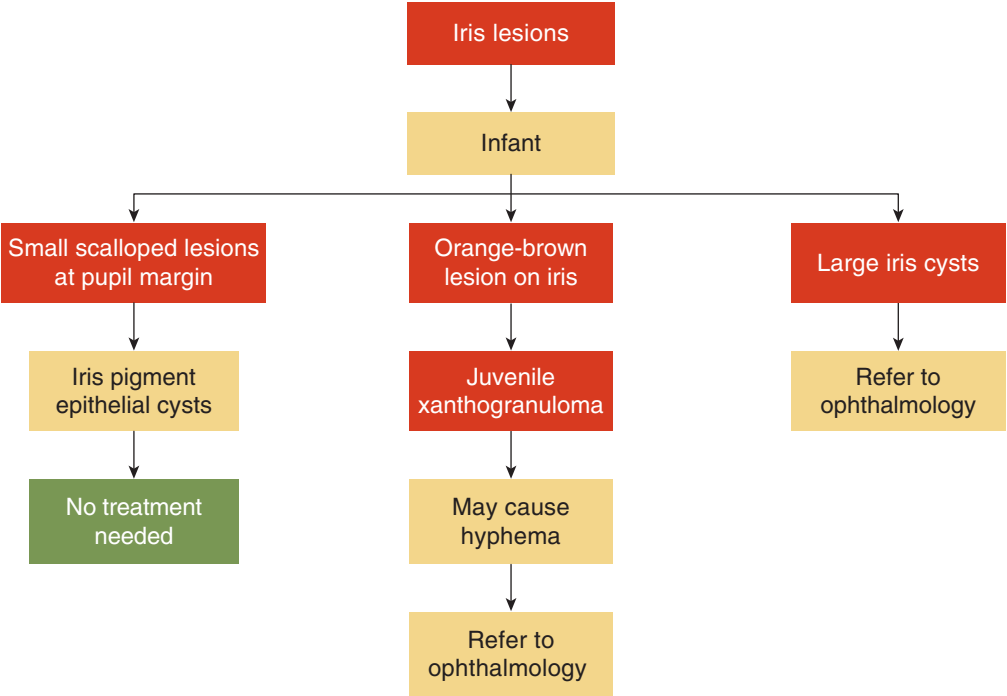 Iris lesions
Infant
Small scalloped lesions
at pupil margin
Iris pigment
epithelial cysts
No treatment
needed
Orange-brown
lesion on iris
Juvenile
xanthogranuloma
May cause
hyphema
Refer to
ophthalmology
Large iris cysts
Refer to
ophthalmology